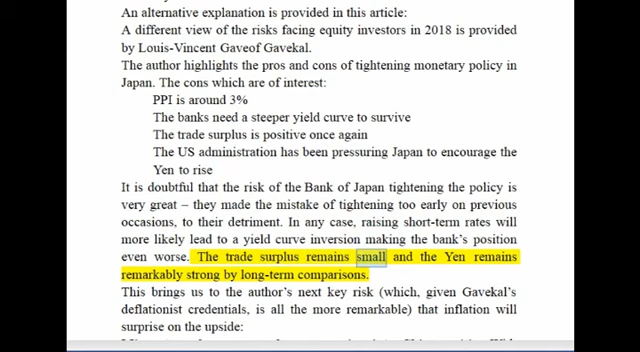 An alternative explanation is provided in this article:
A different view of the risks facing equity investors in 2018 is provided
by Louis-Vincent Gaveof Gavekal.
The author highlights the pros and cons of tightening monetary policy in
Japan. The cons which are of interest:
PPI is around 3%
The banks need a steeper yield curve to survive
The trade surplus is positive once again
The US administration has been pressuring Japan to encourage the
Yen to rise
It is doubtful that the risk of the Bank of Japan tightening the policy is
very great – they made the mistake of tightening too early on previous
occasions, to their detriment. In any case, raising short-term rates will
more likely lead to a yield curve inversion making the bank's position
even worse. The trade surplus remains small and the Yen remains
remarkably strong by long-term comparisons.
This brings us to the author's next key risk (which, given Gavekal's
deflationist credentials, is all the more remarkable) that inflation will
surprise on the upside: